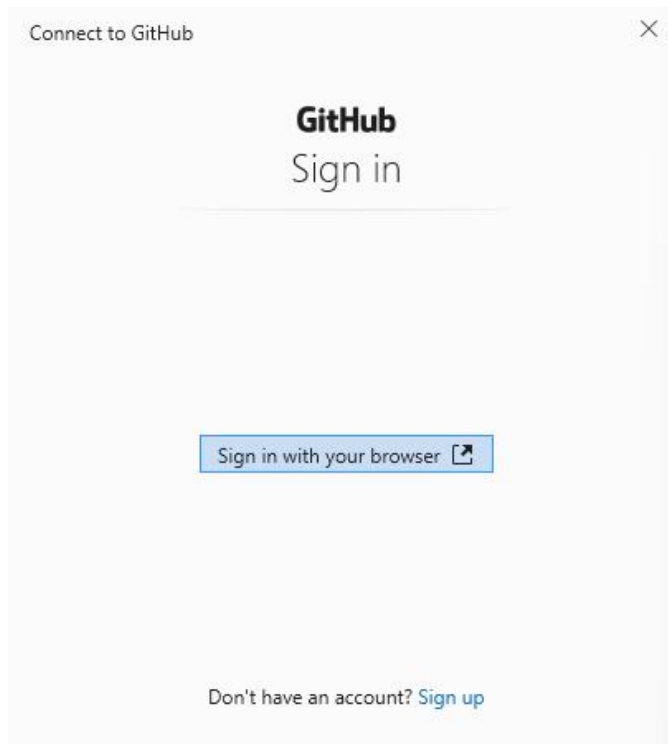 Connect to GitHub
GitHub
Sign in
Sign in with your browser
Don't have an account? Sign up